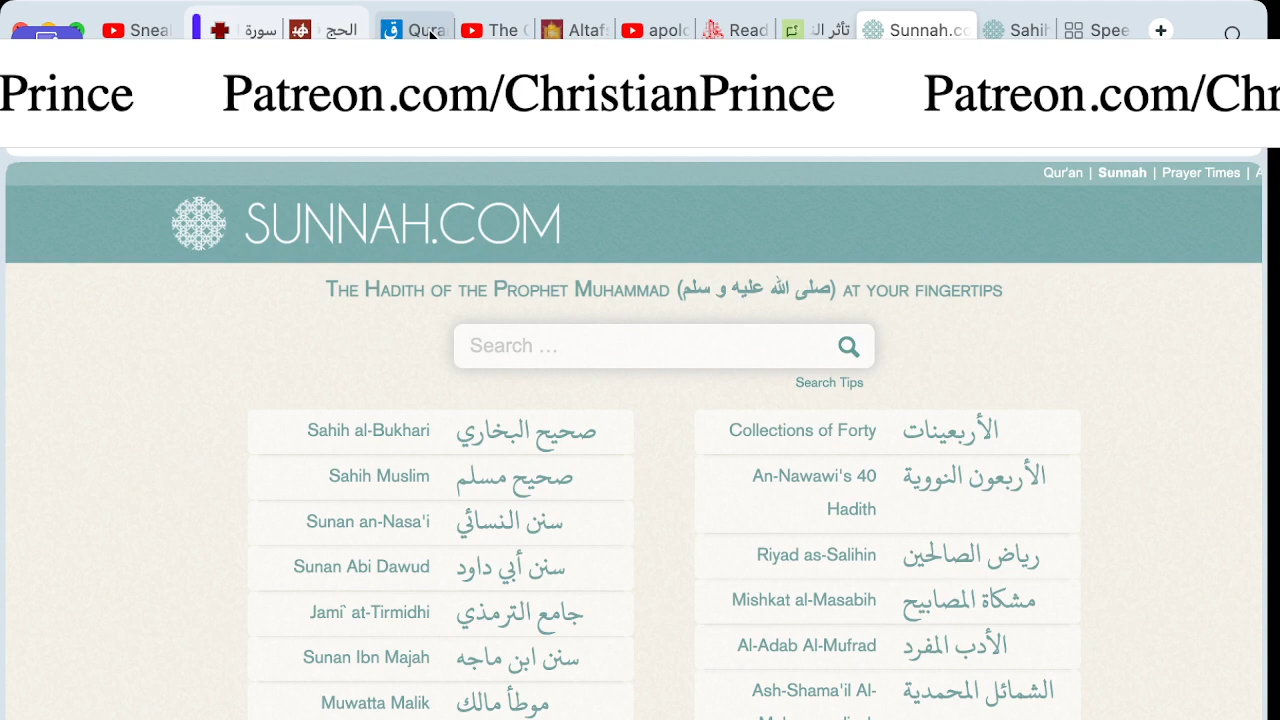 Snea سورة الحج Qura The C Altaf apolo Read تأثر ال Sunnah.co Sahih Spee
Prince Patreon.com/ChristianPrince Patreon.com/Chr
Qur'an | Sunnah | Prayer Times |
SUNNAH.COM
THE HADITH OF THE PROPHET MUHAMMAD (صلى الله عليه و سلم) AT YOUR FINGERTIPS
Search ...
Search Tips
Sahih al-Bukhari صحيح البخاري
Sahih Muslim صحيح مسلم
Sunan an-Nasa'i سنن النسائي
Sunan Abi Dawud سنن أبي داود
Jami` at-Tirmidhi جامع الترمذي
Sunan Ibn Majah سنن ابن ماجه
Muwatta Malik موطأ مالك
Collections of Forty الأربعينات
An-Nawawi's 40 الأربعون النووية
Hadith
Riyad as-Salihin رياض الصالحين
Mishkat al-Masabih مشكاة المصابيح
Al-Adab Al-Mufrad الأدب المفرد
Ash-Shama'il Al- الشمائل المحمدية